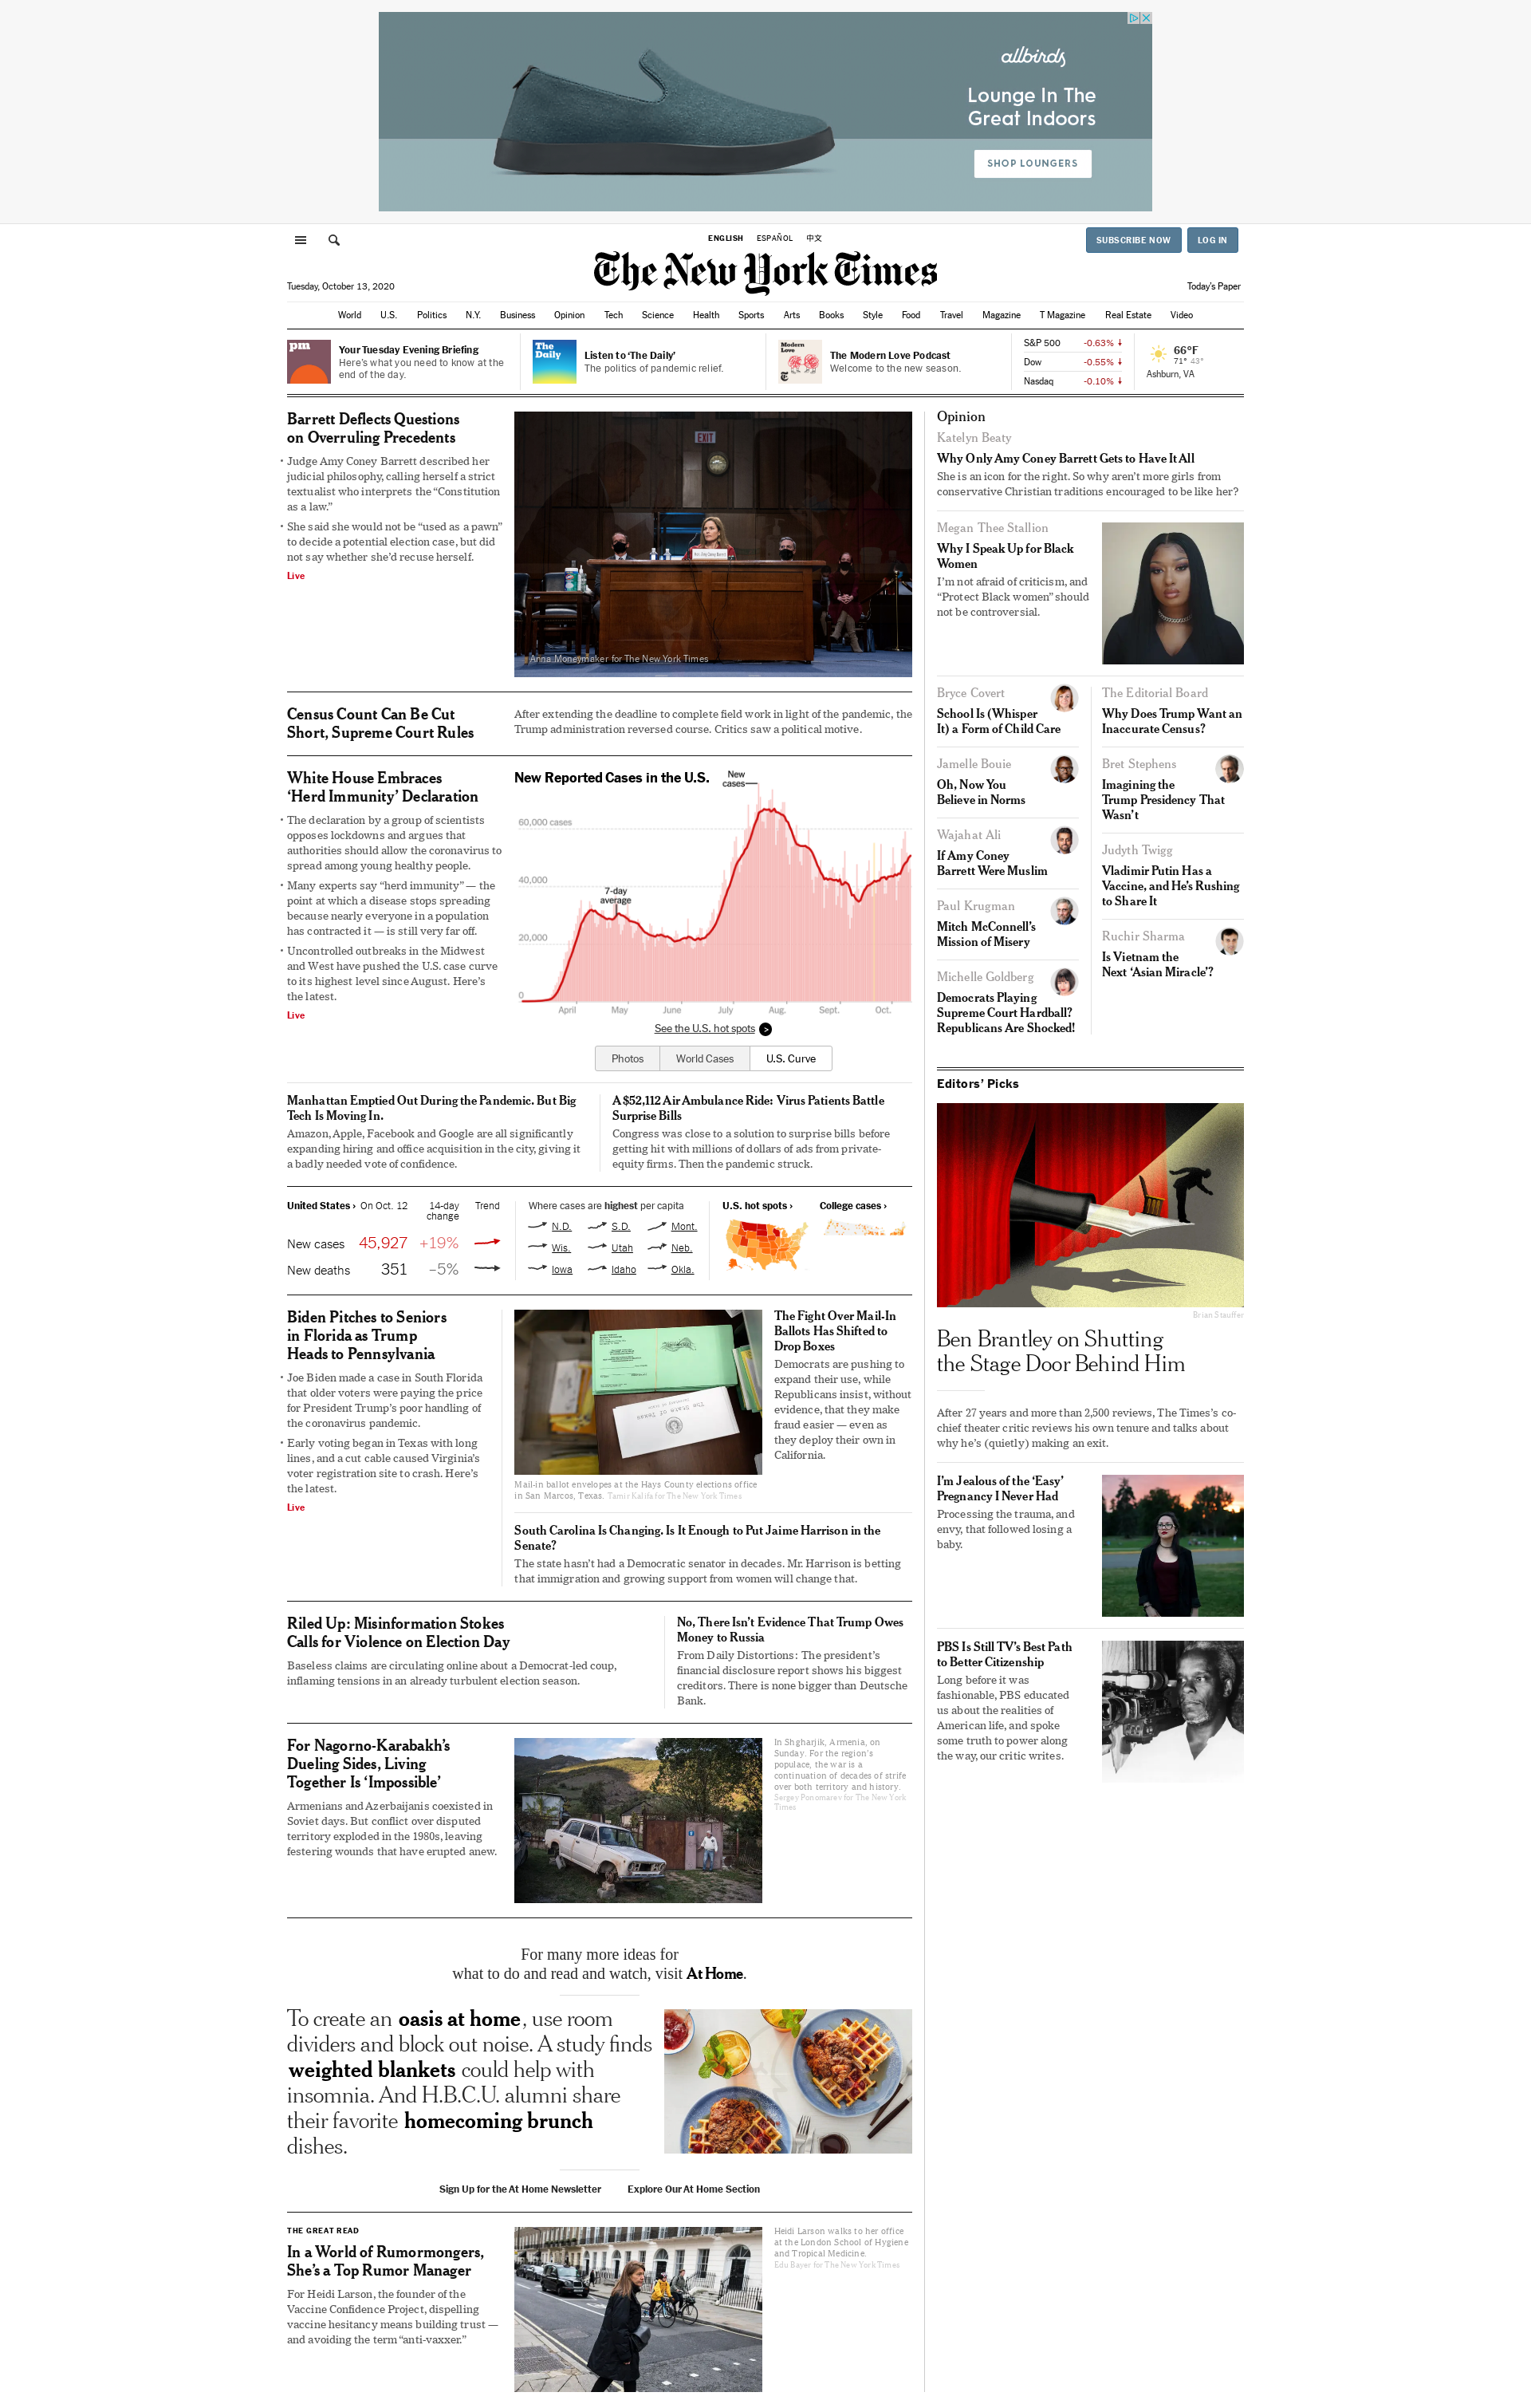 allbirds
Lounge In The
Great Indoors
SHOP LOUNGERS
ENGLISH ESPAÑOL 中文
SUBSCRIBE NOW LOG IN
The New York Times
Tuesday, October 13, 2020
Today's Paper
World U.S. Politics N.Y. Business Opinion Tech Science Health Sports Arts Books Style Food Travel Magazine T Magazine Real Estate Video
pm
Your Tuesday Evening Briefing
Here's what you need to know at the
end of the day.
The
Daily
Listen to 'The Daily'
The politics of pandemic relief.
Modern
Love
The Modern Love Podcast
Welcome to the new season.
S&P 500 -0.63%
Dow -0.55%
Nasdaq -0.10%
66°F
71° 43°
Ashburn, VA
Barrett Deflects Questions
on Overruling Precedents
• Judge Amy Coney Barrett described her
judicial philosophy, calling herself a strict
textualist who interprets the “Constitution
as a law.”
• She said she would not be “used as a pawn”
to decide a potential election case, but did
not say whether she’d recuse herself.
Live
EXIT
Anna Moneymaker for The New York Times
Census Count Can Be Cut
Short, Supreme Court Rules
After extending the deadline to complete field work in light of the pandemic, the
Trump administration reversed course. Critics saw a political motive.
White House Embraces
‘Herd Immunity’ Declaration
• The declaration by a group of scientists
opposes lockdowns and argues that
authorities should allow the coronavirus to
spread among young healthy people.
• Many experts say “herd immunity” — the
point at which a disease stops spreading
because nearly everyone in a population
has contracted it — is still very far off.
• Uncontrolled outbreaks in the Midwest
and West have pushed the U.S. case curve
to its highest level since August. Here’s
the latest.
Live
New Reported Cases in the U.S.
New
cases
60,000 cases
40,000
7-day
average
20,000
0
April May June July Aug. Sept. Oct.
See the U.S. hot spots >
Photos World Cases U.S. Curve
Manhattan Emptied Out During the Pandemic. But Big
Tech Is Moving In.
Amazon, Apple, Facebook and Google are all significantly
expanding hiring and office acquisition in the city, giving it
a badly needed vote of confidence.
A $52,112 Air Ambulance Ride: Virus Patients Battle
Surprise Bills
Congress was close to a solution to surprise bills before
getting hit with millions of dollars of ads from private-
equity firms. Then the pandemic struck.
United States › On Oct. 12 14-day
change Trend
New cases 45,927 +19%
New deaths 351 –5%
Where cases are highest per capita
N.D. S.D. Mont.
Wis. Utah Neb.
Iowa Idaho Okla.
U.S. hot spots ›
College cases ›
Biden Pitches to Seniors
in Florida as Trump
Heads to Pennsylvania
• Joe Biden made a case in South Florida
that older voters were paying the price
for President Trump’s poor handling of
the coronavirus pandemic.
• Early voting began in Texas with long
lines, and a cut cable caused Virginia’s
voter registration site to crash. Here’s
the latest.
Live
Mail-in ballot envelopes at the Hays County elections office
in San Marcos, Texas. Tamir Kalifa for The New York Times
The Fight Over Mail-In
Ballots Has Shifted to
Drop Boxes
Democrats are pushing to
expand their use, while
Republicans insist, without
evidence, that they make
fraud easier — even as
they deploy their own in
California.
South Carolina Is Changing. Is It Enough to Put Jaime Harrison in the
Senate?
The state hasn’t had a Democratic senator in decades. Mr. Harrison is betting
that immigration and growing support from women will change that.
Riled Up: Misinformation Stokes
Calls for Violence on Election Day
Baseless claims are circulating online about a Democrat-led coup,
inflaming tensions in an already turbulent election season.
No, There Isn’t Evidence That Trump Owes
Money to Russia
From Daily Distortions: The president’s
financial disclosure report shows his biggest
creditors. There is none bigger than Deutsche
Bank.
For Nagorno-Karabakh’s
Dueling Sides, Living
Together Is ‘Impossible’
Armenians and Azerbaijanis coexisted in
Soviet days. But conflict over disputed
territory exploded in the 1980s, leaving
festering wounds that have erupted anew.
In Shgharjik, Armenia, on
Sunday. For the region’s
populace, the war is a
continuation of decades of strife
over both territory and history.
Sergey Ponomarev for The New York
Times
For many more ideas for
what to do and read and watch, visit At Home.
To create an oasis at home, use room
dividers and block out noise. A study finds
weighted blankets could help with
insomnia. And H.B.C.U. alumni share
their favorite homecoming brunch
dishes.
Sign Up for the At Home Newsletter Explore Our At Home Section
THE GREAT READ
In a World of Rumormongers,
She’s a Top Rumor Manager
For Heidi Larson, the founder of the
Vaccine Confidence Project, dispelling
vaccine hesitancy means building trust —
and avoiding the term “anti-vaxxer.”
Heidi Larson walks to her office
at the London School of Hygiene
and Tropical Medicine.
Edu Bayer for The New York Times
Opinion
Katelyn Beaty
Why Only Amy Coney Barrett Gets to Have It All
She is an icon for the right. So why aren’t more girls from
conservative Christian traditions encouraged to be like her?
Megan Thee Stallion
Why I Speak Up for Black
Women
I’m not afraid of criticism, and
“Protect Black women” should
not be controversial.
Bryce Covert
School Is (Whisper
It) a Form of Child Care
Jamelle Bouie
Oh, Now You
Believe in Norms
Wajahat Ali
If Amy Coney
Barrett Were Muslim
Paul Krugman
Mitch McConnell’s
Mission of Misery
Michelle Goldberg
Democrats Playing
Supreme Court Hardball?
Republicans Are Shocked!
The Editorial Board
Why Does Trump Want an
Inaccurate Census?
Bret Stephens
Imagining the
Trump Presidency That
Wasn’t
Judyth Twigg
Vladimir Putin Has a
Vaccine, and He’s Rushing
to Share It
Ruchir Sharma
Is Vietnam the
Next ‘Asian Miracle’?
Editors’ Picks
Brian Stauffer
Ben Brantley on Shutting
the Stage Door Behind Him
After 27 years and more than 2,500 reviews, The Times’s co-
chief theater critic reviews his own tenure and talks about
why he’s (quietly) making an exit.
I’m Jealous of the ‘Easy’
Pregnancy I Never Had
Processing the trauma, and
envy, that followed losing a
baby.
PBS Is Still TV’s Best Path
to Better Citizenship
Long before it was
fashionable, PBS educated
us about the realities of
American life, and spoke
some truth to power along
the way, our critic writes.